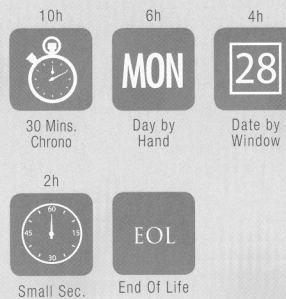 10h
6h
4h
MON
28
30 Mins.
Chrono
Day by
Hand
Date by
Window
2h
60
45
15
30
EOL
Small Sec.
End Of Life